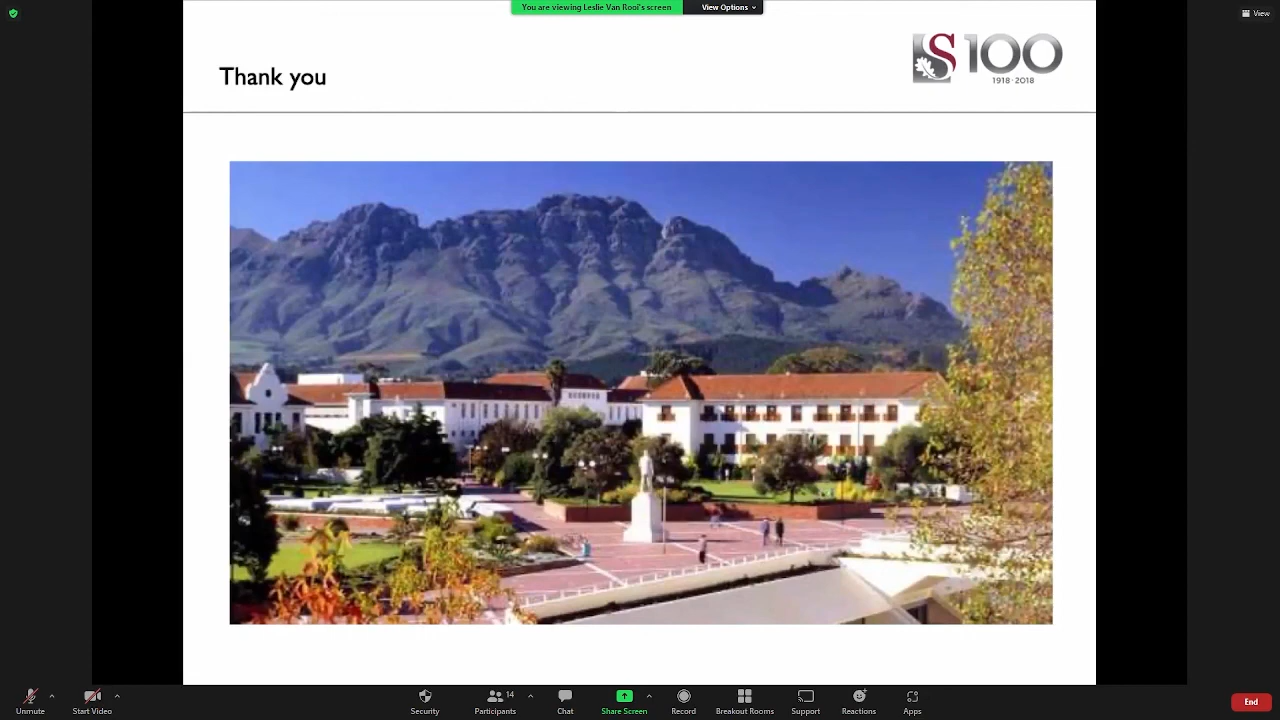 You are viewing Leslie Van Rooi's screen
View Options
View
Thank you
S100
1918·2018
Unmute
Start Video
Security
Participants
14
Chat
Share Screen
Record
Breakout Rooms
Support
Reactions
Apps
End